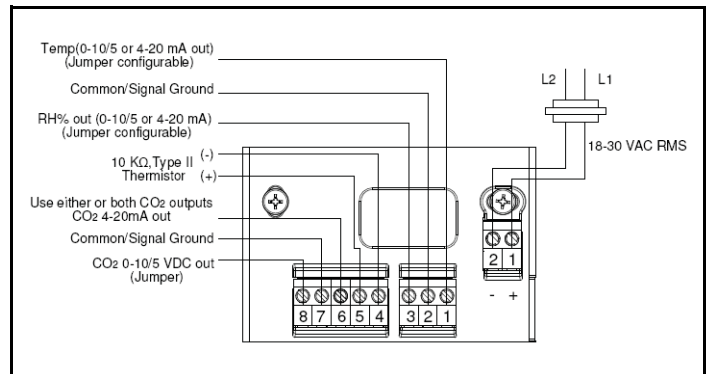 Temp(0-10/5 or 4-20 mA out)
(Jumper configurable)
Common/Signal Ground
RH% out (0-10/5 or 4-20 mA)
(Jumper configurable)
10 KΩ,Type II (-)
Thermistor (+)
Use either or both CO2 outputs
CO2 4-20mA out
Common/Signal Ground
CO2 0-10/5 VDC out
(Jumper)
L2 L1
18-30 VAC RMS
2 1
- +
8 7 6 5 4 3 2 1